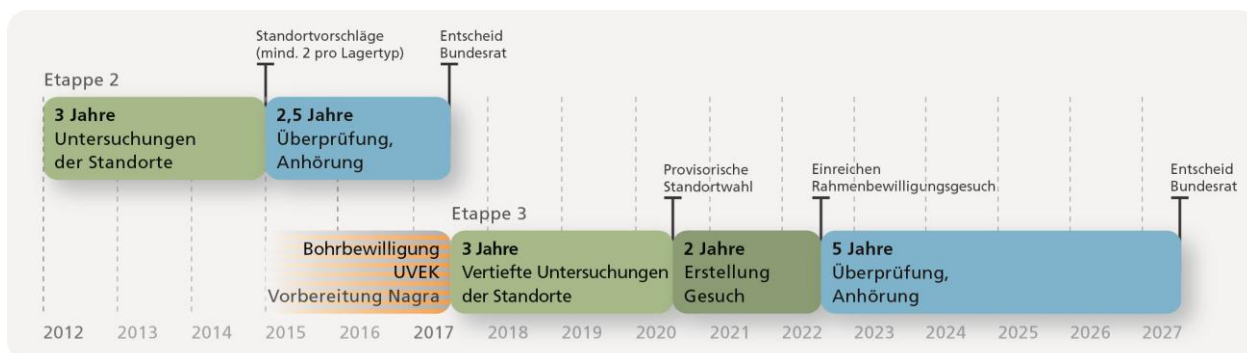 Standortvorschläge
(mind. 2 pro Lagertyp)
Entscheid
Bundesrat
Etappe 2
3 Jahre
Untersuchungen
der Standorte
2,5 Jahre
Überprüfung,
Anhörung
Provisorische
Standortwahl
Einreichen
Rahmenbewilligungsgesuch
Entscheid
Bundesrat
Etappe 3
Bohrbewilligung
UVEK
Vorbereitung Nagra
3 Jahre
Vertiefte Untersuchungen
der Standorte
2 Jahre
Erstellung
Gesuch
5 Jahre
Überprüfung,
Anhörung
2012 2013 2014 2015 2016 2017 2018 2019 2020 2021 2022 2023 2024 2025 2026 2027